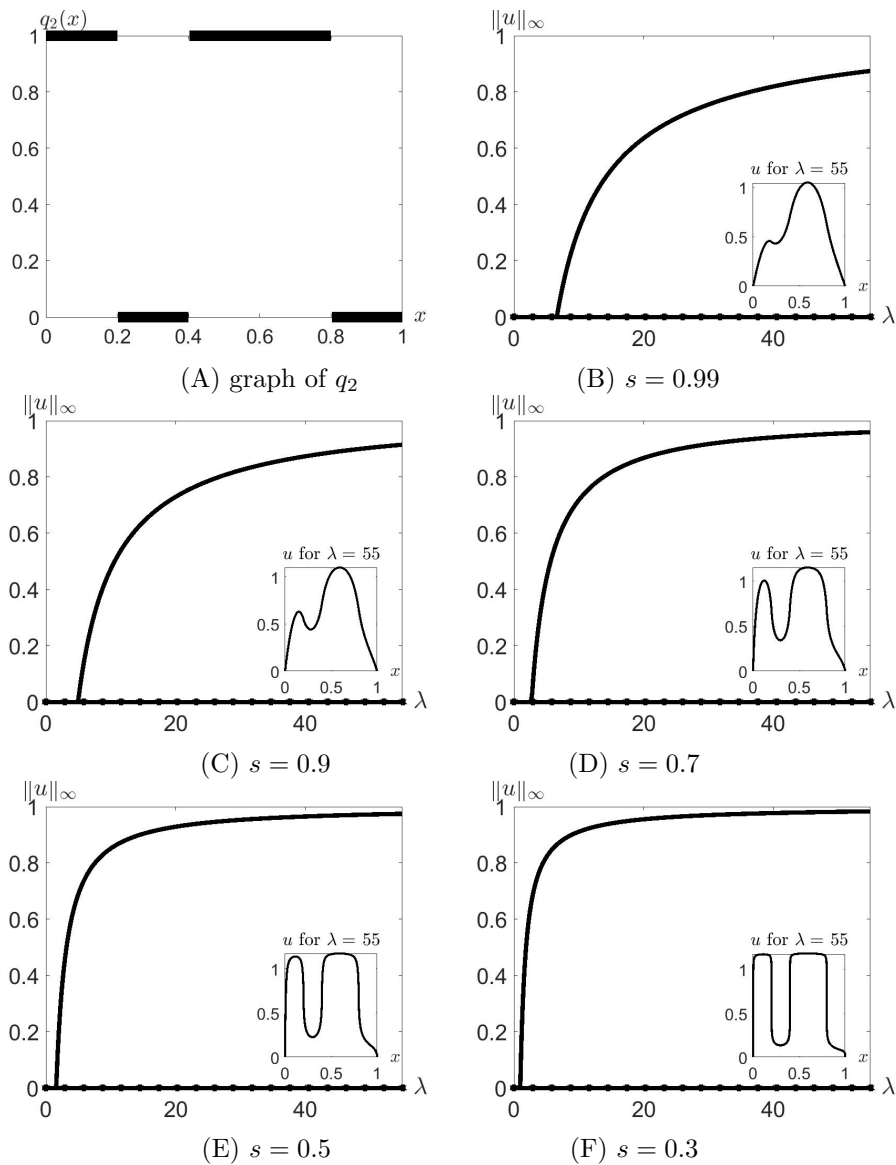 q₂(x)
1
0.8
0.6
0.4
0.2
0
0 0.2 0.4 0.6 0.8 1 x
(A) graph of q₂
‖u‖∞
1
0.8
0.6
0.4
0.2
0
0 20 40 λ
u for λ = 55
1
0.5
0
0 0.5 1 x
(B) s = 0.99
‖u‖∞
1
0.8
0.6
0.4
0.2
0
0 20 40 λ
u for λ = 55
1
0.5
0
0 0.5 1 x
(C) s = 0.9
‖u‖∞
1
0.8
0.6
0.4
0.2
0
0 20 40 λ
u for λ = 55
1
0.5
0
0 0.5 1 x
(D) s = 0.7
‖u‖∞
1
0.8
0.6
0.4
0.2
0
0 20 40 λ
u for λ = 55
1
0.5
0
0 0.5 1 x
(E) s = 0.5
‖u‖∞
1
0.8
0.6
0.4
0.2
0
0 20 40 λ
u for λ = 55
1
0.5
0
0 0.5 1 x
(F) s = 0.3